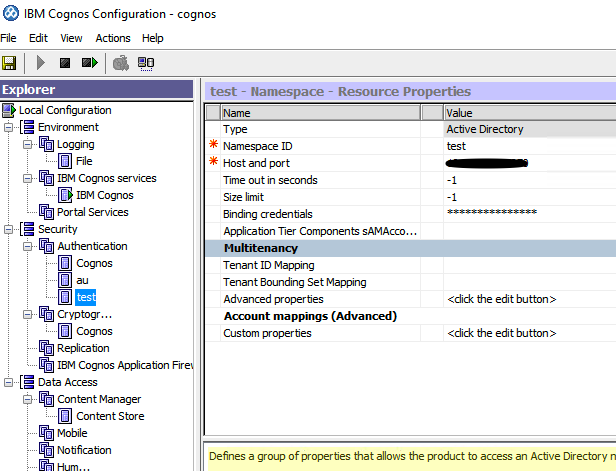 IBM Cognos Configuration - cognos
File Edit View Actions Help
Explorer
Local Configuration
Environment
Logging
File
IBM Cognos services
IBM Cognos
Portal Services
Security
Authentication
Cognos
au
test
Cryptogr...
Cognos
Replication
IBM Cognos Application Firew
Data Access
Content Manager
Content Store
Mobile
Notification
Hum...
test - Namespace - Resource Properties
Name Value
Type Active Directory
* Namespace ID test
* Host and port
Time out in seconds -1
Size limit -1
Binding credentials ***************
Application Tier Components sAMAcco...
Multitenancy
Tenant ID Mapping
Tenant Bounding Set Mapping
Advanced properties <click the edit button>
Account mappings (Advanced)
Custom properties <click the edit button>
Defines a group of properties that allows the product to access an Active Directory n